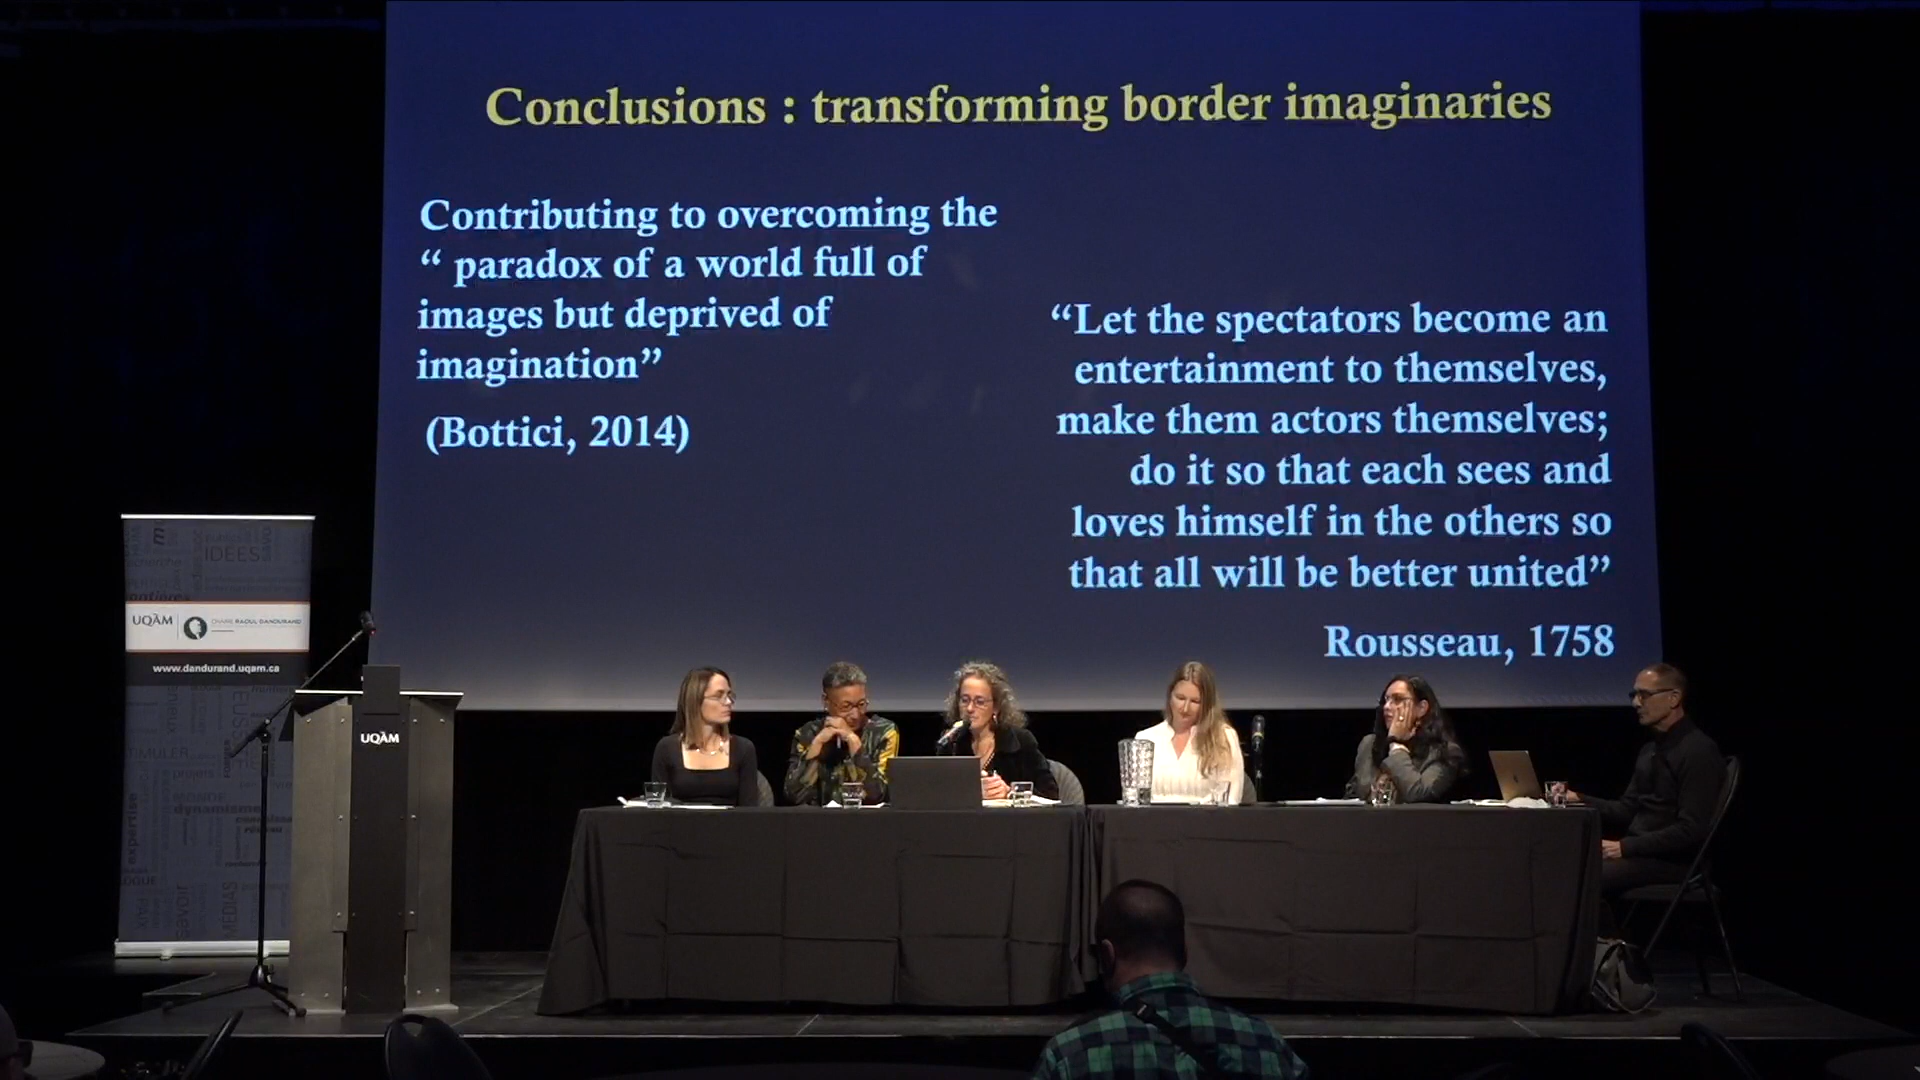 Conclusions : transforming border imaginaries
Contributing to overcoming the
“ paradox of a world full of
images but deprived of
imagination”
(Bottici, 2014)
“Let the spectators become an
entertainment to themselves,
make them actors themselves;
do it so that each sees and
loves himself in the others so
that all will be better united”
Rousseau, 1758
IDÉES
UQÀM
CHAIRE RAOUL-DANDURAND
www.dandurand.uqam.ca
STIMULER
projets
MONDE
dynamisme
expertise
savoir
MÉDIAS
UQÀM